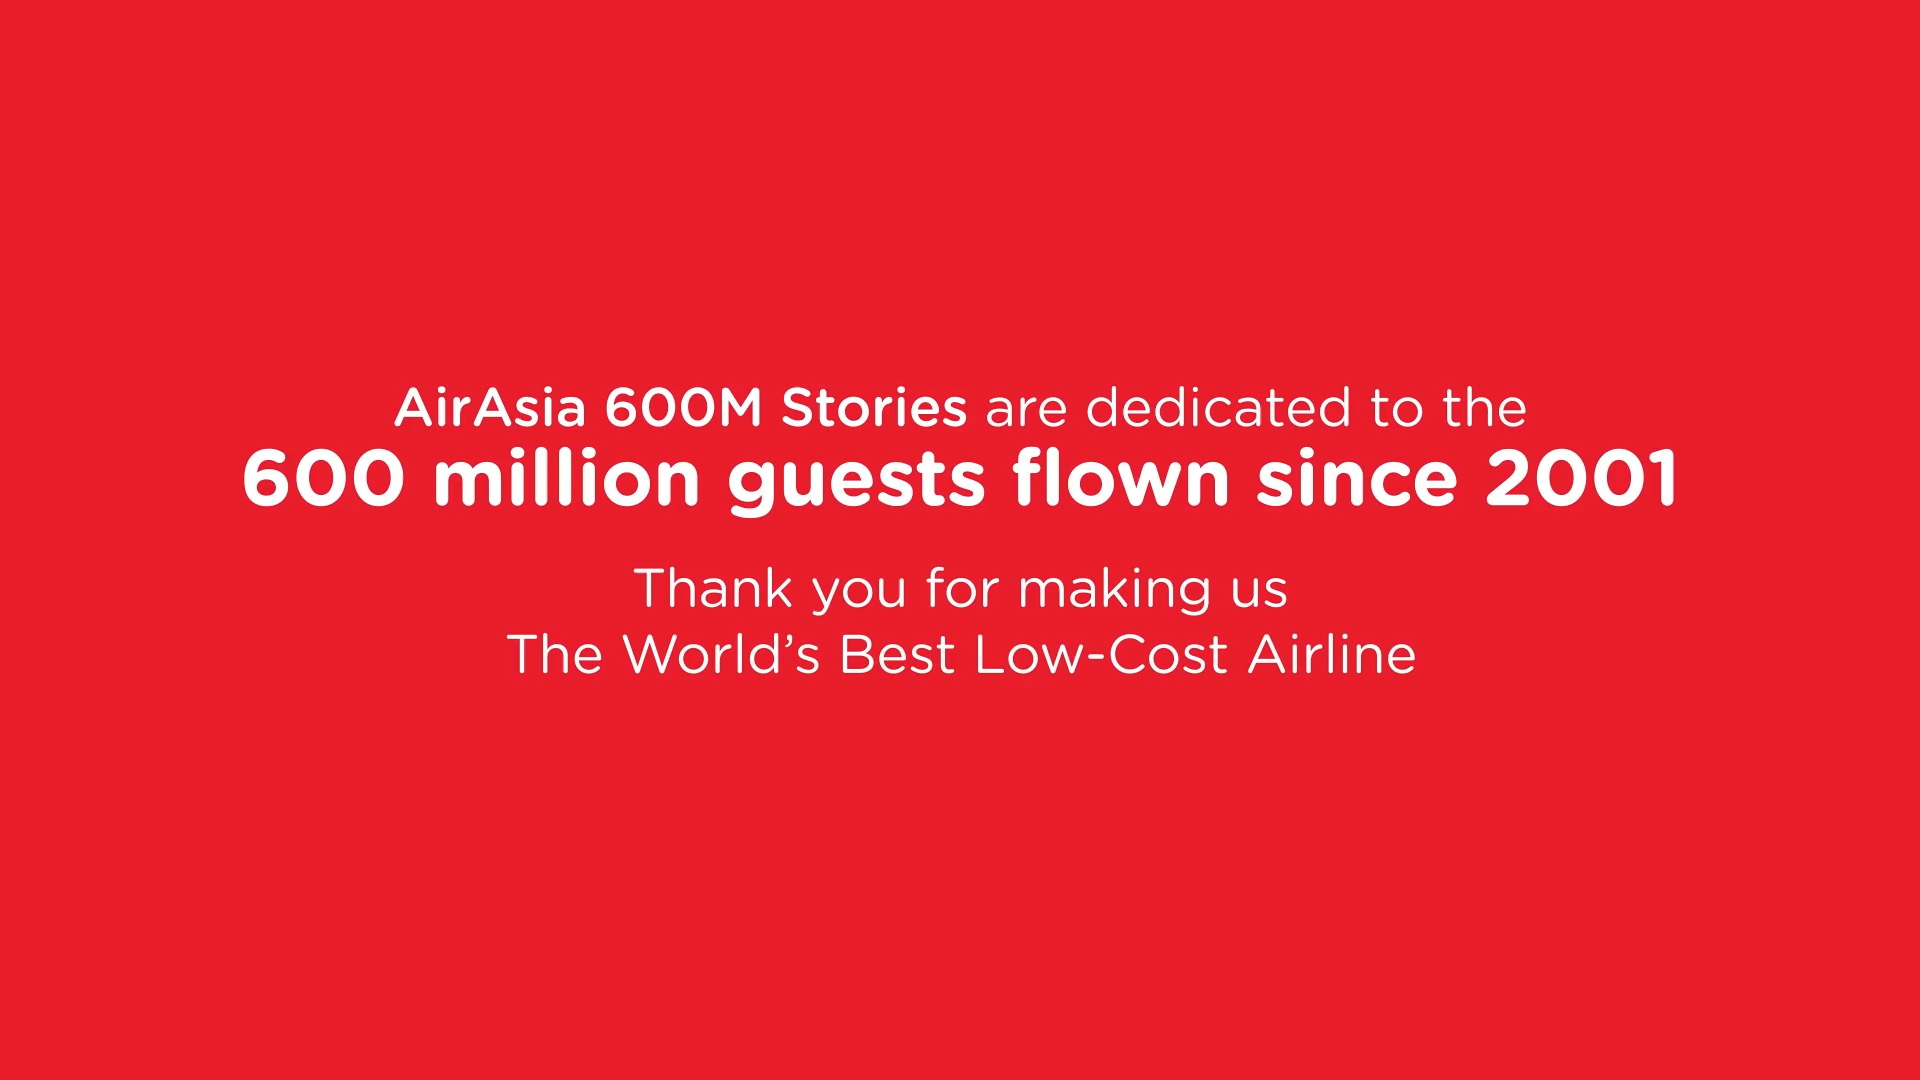 AirAsia 600M Stories are dedicated to the
600 million guests flown since 2001
Thank you for making us
The World’s Best Low-Cost Airline